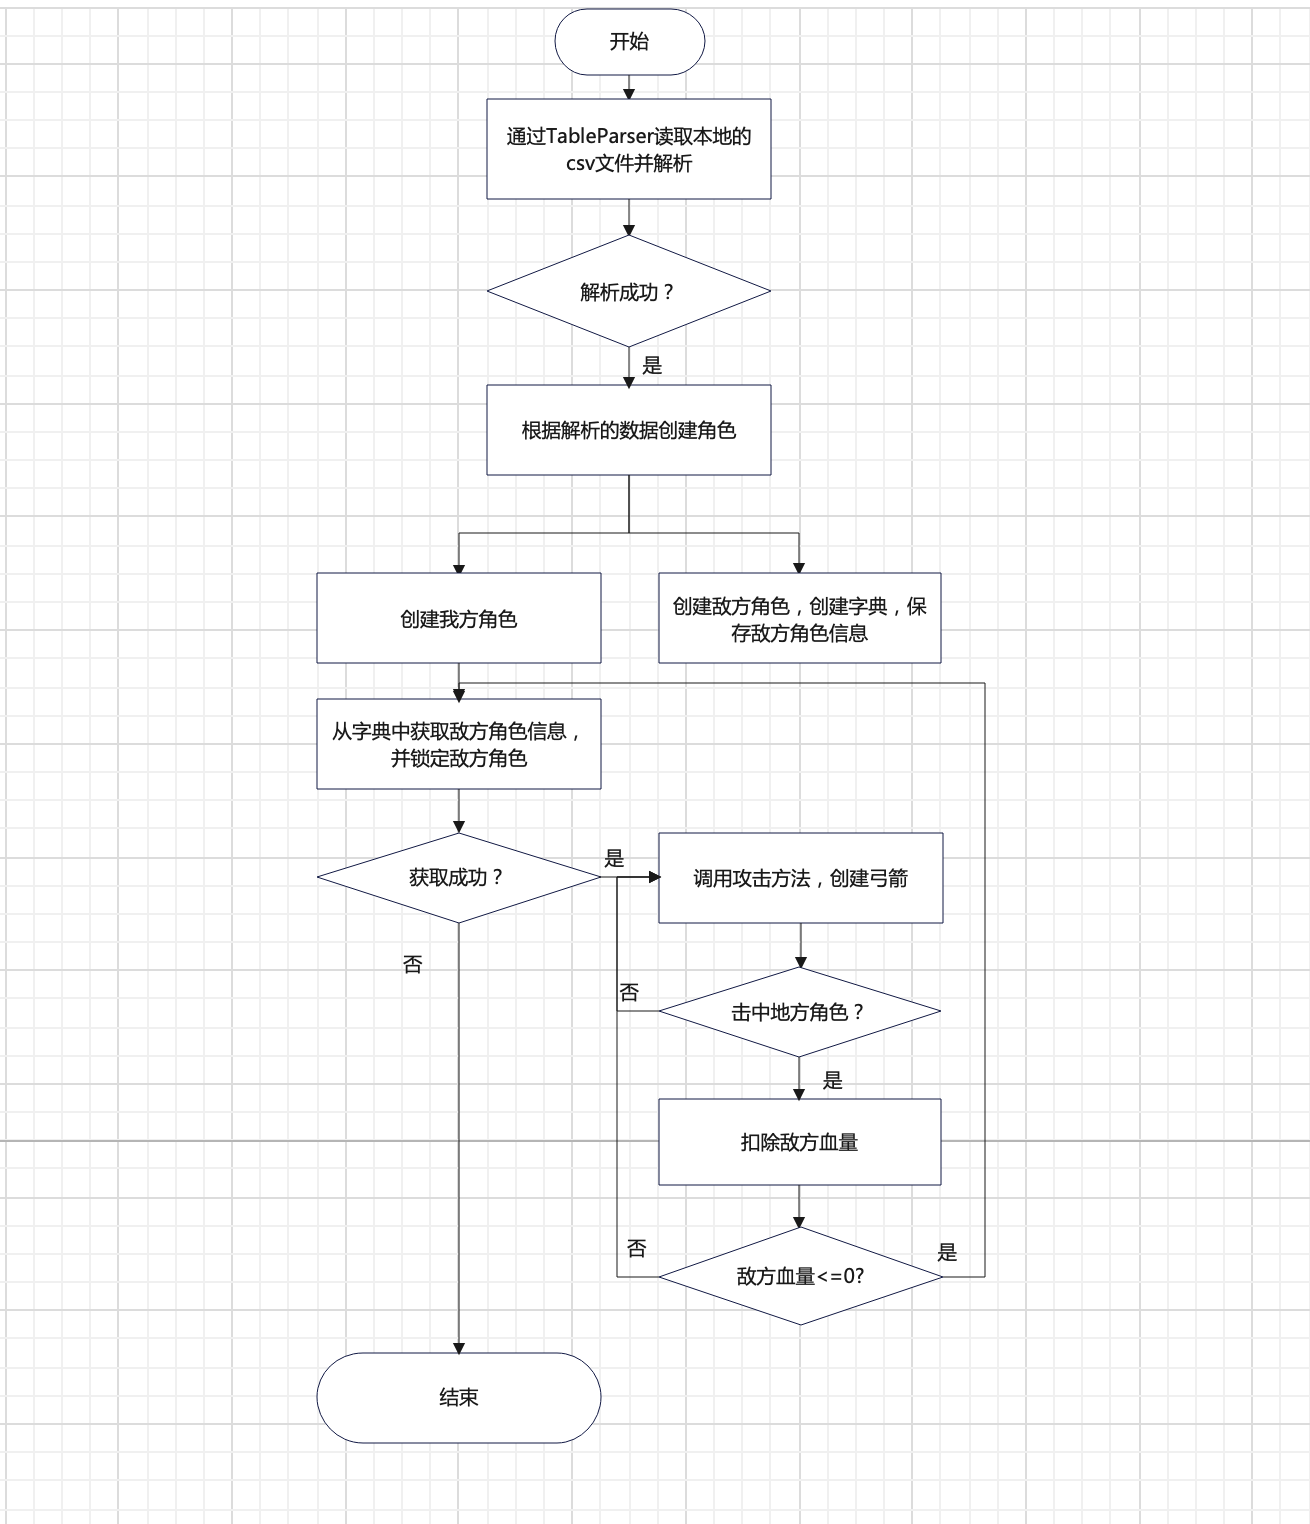 开始
通过TableParser读取本地的
csv文件并解析
解析成功？
是
根据解析的数据创建角色
创建我方角色
创建敌方角色，创建字典，保
存敌方角色信息
从字典中获取敌方角色信息，
并锁定敌方角色
获取成功？
是
调用攻击方法，创建弓箭
否
否
击中地方角色？
是
扣除敌方血量
否
敌方血量<=0?
是
结束